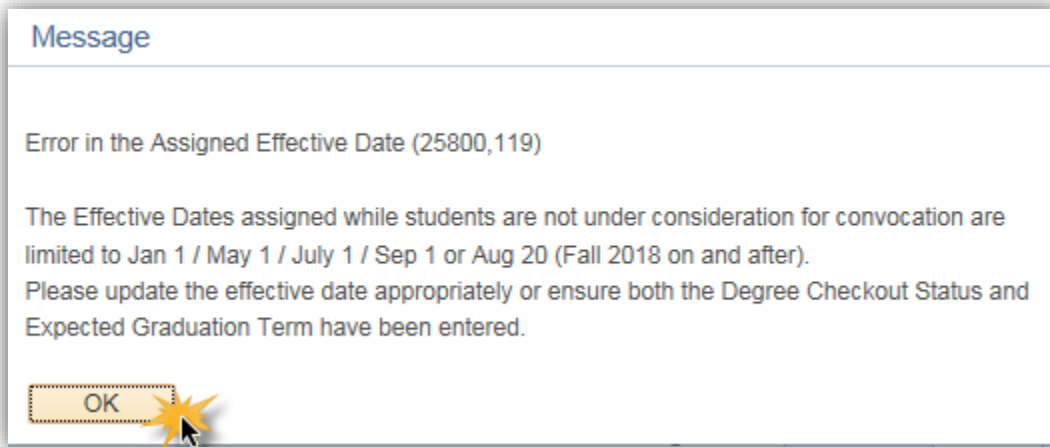 Message
Error in the Assigned Effective Date (25800,119)
The Effective Dates assigned while students are not under consideration for convocation are
limited to Jan 1 / May 1 / July 1 / Sep 1 or Aug 20 (Fall 2018 on and after).
Please update the effective date appropriately or ensure both the Degree Checkout Status and
Expected Graduation Term have been entered.
OK